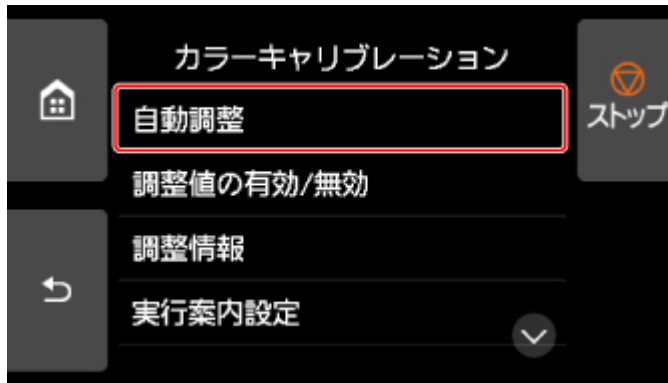 カラーキャリブレーション
自動調整
ストップ
調整値の有効/無効
調整情報
実行案内設定